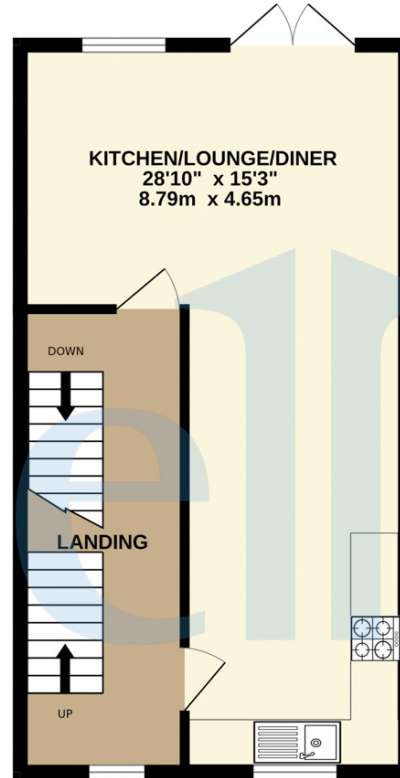 KITCHEN/LOUNGE/DINER
28'10" x 15'3"
8.79m x 4.65m
DOWN
LANDING
UP